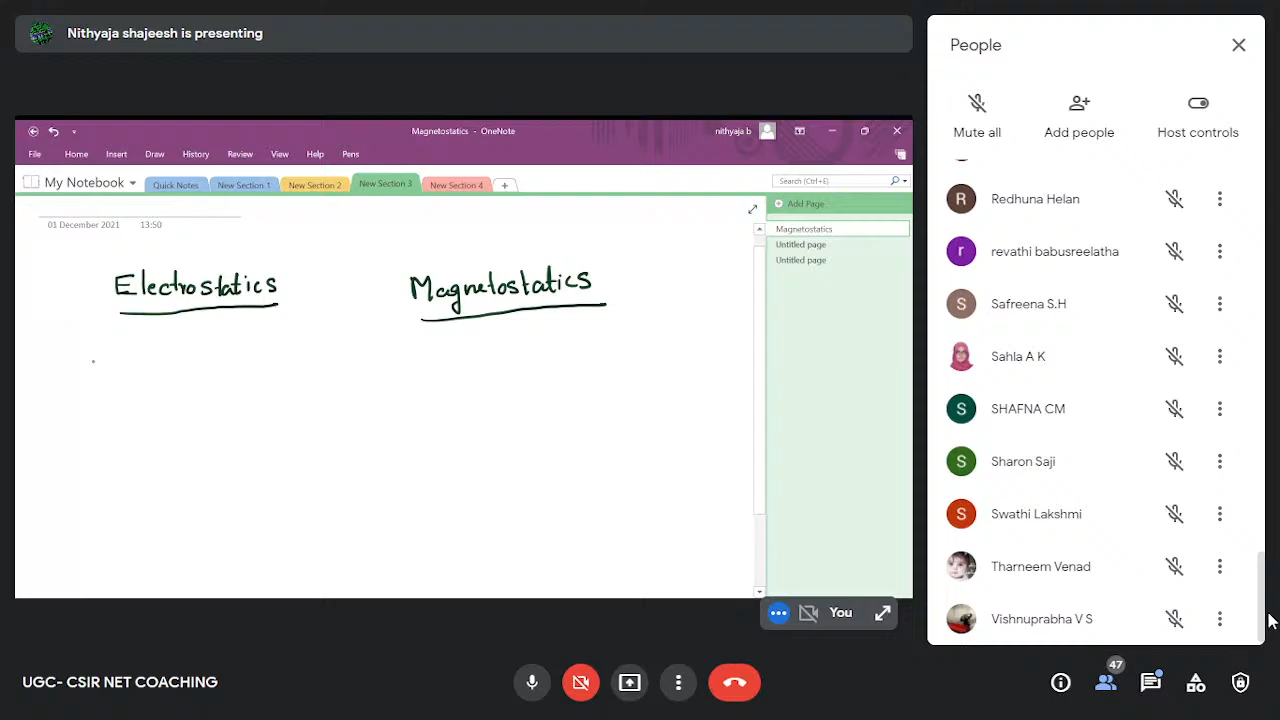 Nithyaja shajeesh is presenting
Magnetostatics - OneNote
nithyaja b
File Home Insert Draw History Review View Help Pens
My Notebook
Quick Notes
New Section 1
New Section 2
New Section 3
New Section 4
Search (Ctrl+E)
01 December 2021 13:50
Electrostatics
Magnetostatics
Add Page
Magnetostatics
Untitled page
Untitled page
You
People
Mute all
Add people
Host controls
R
Redhuna Helan
r
revathi babusreelatha
S
Safreena S.H
Sahla A K
S
SHAFNA CM
S
Sharon Saji
S
Swathi Lakshmi
Tharneem Venad
Vishnuprabha V S
UGC- CSIR NET COACHING
47